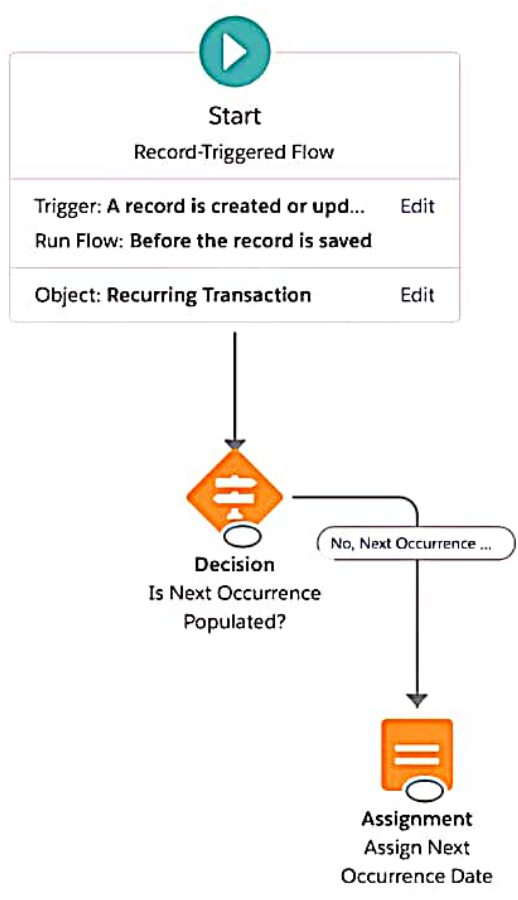 Start
Record-Triggered Flow
Trigger: A record is created or upd... Edit
Run Flow: Before the record is saved
Object: Recurring Transaction Edit
No, Next Occurrence ...
Decision
Is Next Occurrence
Populated?
Assignment
Assign Next
Occurrence Date